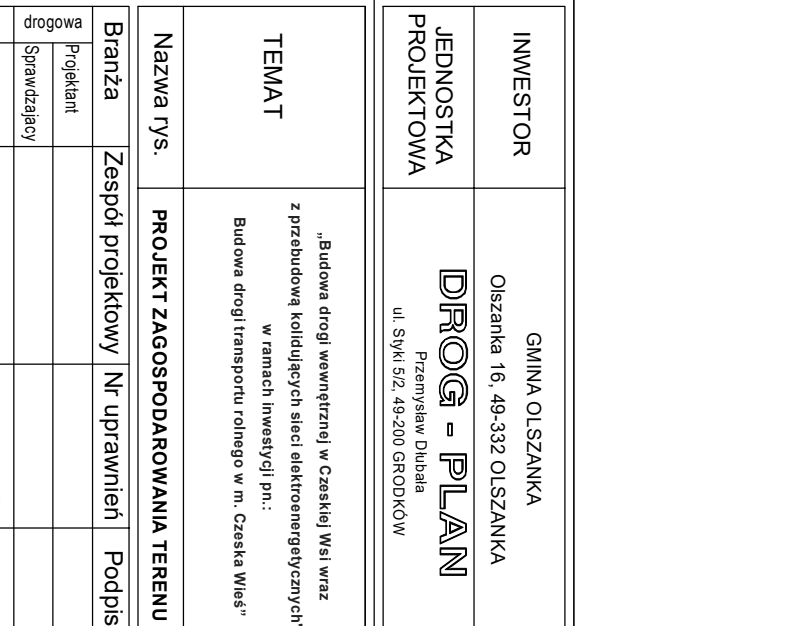 INWESTOR
GMINA OLSZANKA
Olszanka 16, 49-332 OLSZANKA
JEDNOSTKA
PROJEKTOWA
DROG - PLAN
Przemysław Dłubała
ul. Styki 5/2, 49-200 GRODKÓW
TEMAT
„Budowa drogi wewnętrznej w Czeskiej Wsi wraz
z przebudową kolidujących sieci elektroenergetycznych"
w ramach inwestycji pn.:
Budowa drogi transportu rolnego w m. Czeska Wieś”
Nazwa rys.
PROJEKT ZAGOSPODAROWANIA TERENU
Branża
Zespół projektowy
Nr uprawnień
Podpis
drogowa
Projektant
Sprawdzajacy